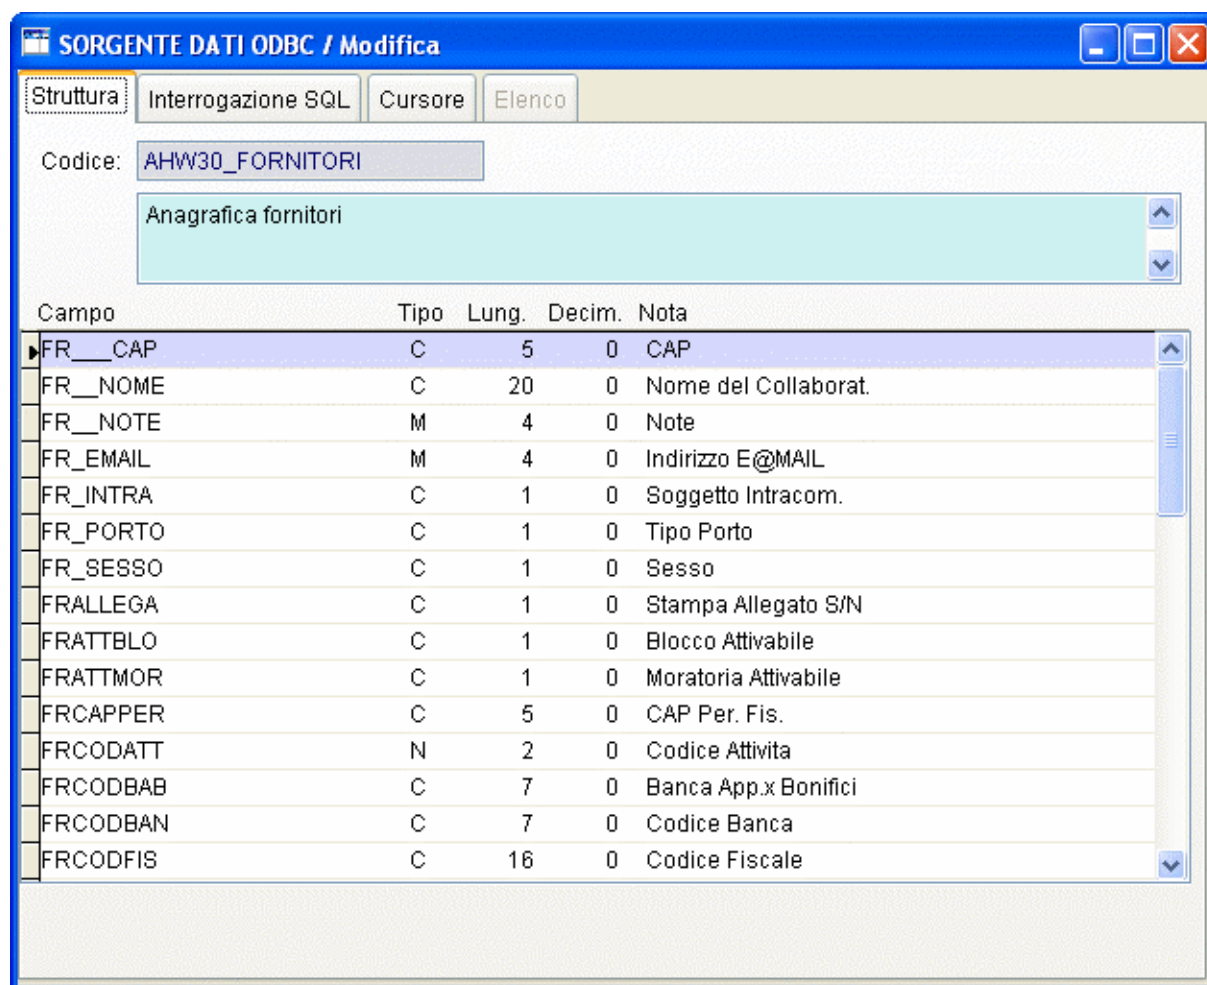 SORGENTE DATI ODBC / Modifica
Struttura Interrogazione SQL Cursore Elenco
Codice: AHW30_FORNITORI
Anagrafica fornitori
Campo Tipo Lung. Decim. Nota
FR___CAP C 5 0 CAP
FR__NOME C 20 0 Nome del Collaborat.
FR__NOTE M 4 0 Note
FR_EMAIL M 4 0 Indirizzo E@MAIL
FR_INTRA C 1 0 Soggetto Intracom.
FR_PORTO C 1 0 Tipo Porto
FR_SESSO C 1 0 Sesso
FRALLEGA C 1 0 Stampa Allegato S/N
FRATTBLO C 1 0 Blocco Attivabile
FRATTMOR C 1 0 Moratoria Attivabile
FRCAPPER C 5 0 CAP Per. Fis.
FRCODATT N 2 0 Codice Attivita
FRCODBAB C 7 0 Banca App.x Bonifici
FRCODBAN C 7 0 Codice Banca
FRCODFIS C 16 0 Codice Fiscale